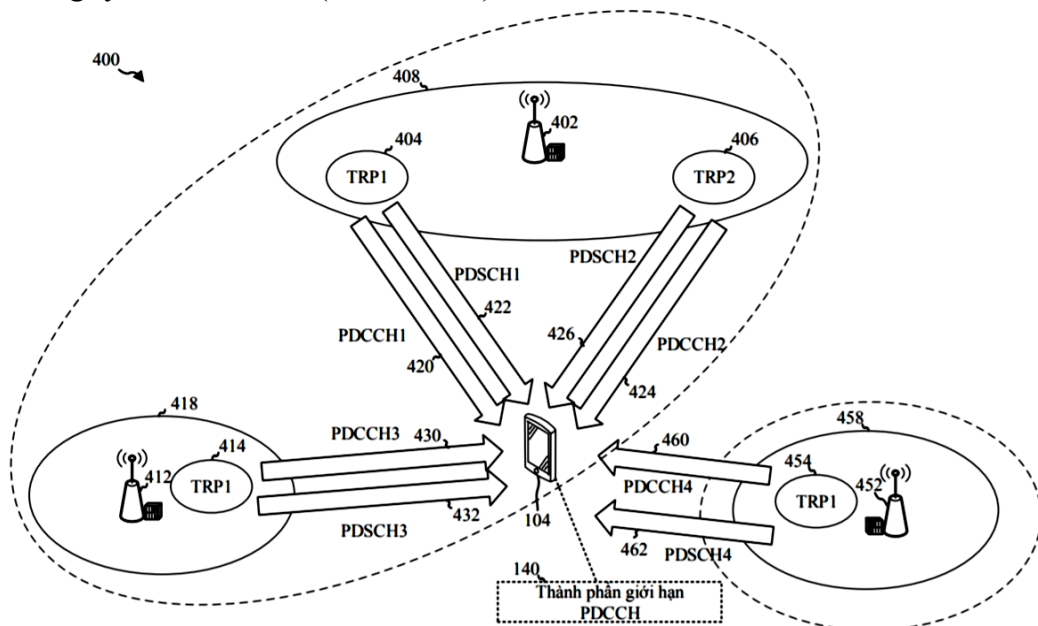 400
408
402
404
406
TRP1
TRP2
PDSCH1
PDSCH2
422
426
PDCCH1
PDCCH2
420
424
418
414
430
PDCCH3
412
TRP1
432
PDSCH3
104
460
458
454
452
PDCCH4
TRP1
462
PDSCH4
140
Thành phần giới hạn
PDCCH